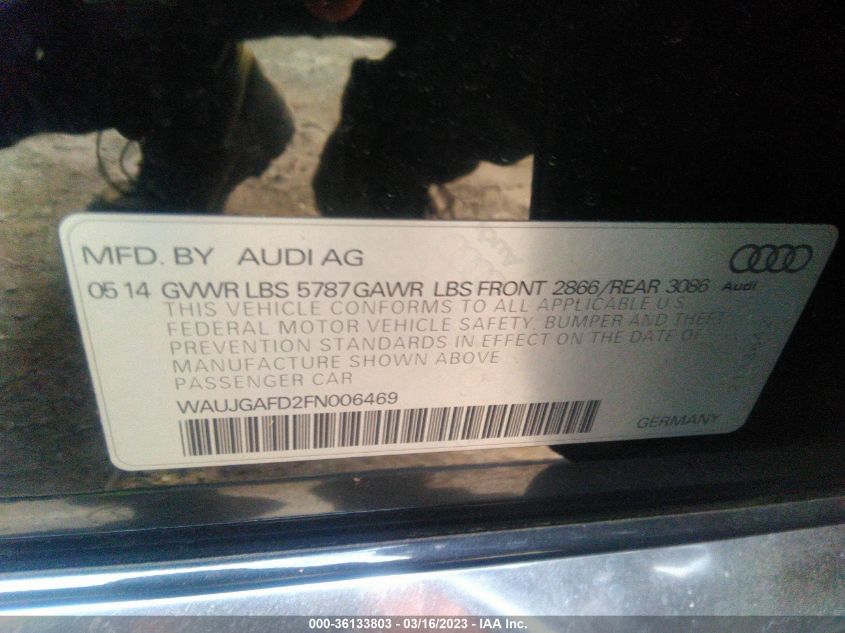 MFD. BY AUDI AG
05 14 GVWR LBS 5787 GAWR LBS FRONT 2866/REAR 3086 Audi
THIS VEHICLE CONFORMS TO ALL APPLICABLE U.S.
FEDERAL MOTOR VEHICLE SAFETY, BUMPER AND THEFT
PREVENTION STANDARDS IN EFFECT ON THE DATE OF
MANUFACTURE SHOWN ABOVE
PASSENGER CAR
WAUJGAFD2FN006469
GERMANY
000-36133803 - 03/16/2023 - IAA Inc.